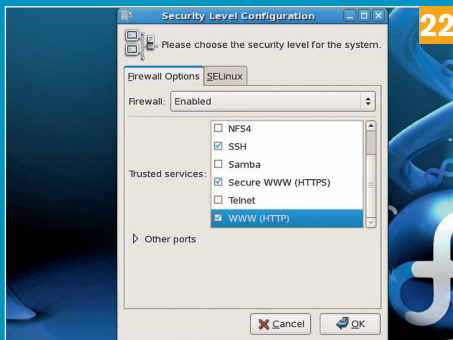 Security Level Configuration
22
Please choose the security level for the system.
Firewall Options
SELinux
Firewall:
Enabled
Trusted services:
NFS4
SSH
Samba
Secure WWW (HTTPS)
Telnet
WWW (HTTP)
Other ports
Cancel
OK